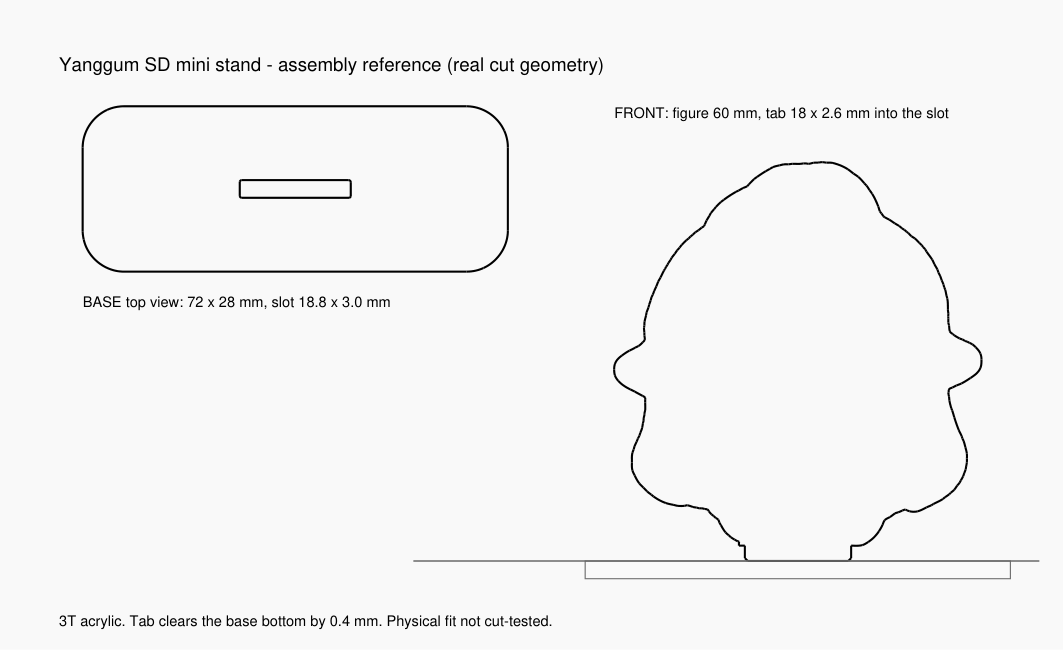 Yanggum SD mini stand - assembly reference (real cut geometry)
FRONT: figure 60 mm, tab 18 x 2.6 mm into the slot
BASE top view: 72 x 28 mm, slot 18.8 x 3.0 mm
3T acrylic. Tab clears the base bottom by 0.4 mm. Physical fit not cut-tested.